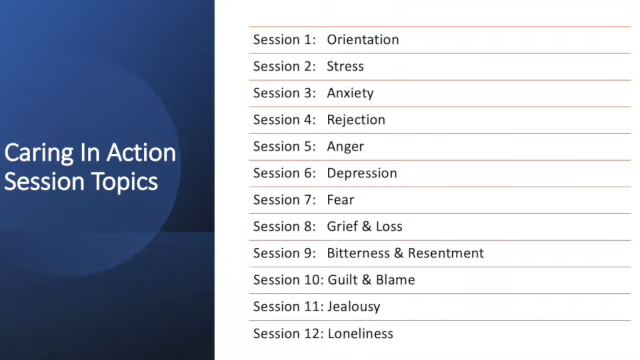 Caring In Action
Session Topics
Session 1: Orientation
Session 2: Stress
Session 3: Anxiety
Session 4: Rejection
Session 5: Anger
Session 6: Depression
Session 7: Fear
Session 8: Grief & Loss
Session 9: Bitterness & Resentment
Session 10: Guilt & Blame
Session 11: Jealousy
Session 12: Loneliness